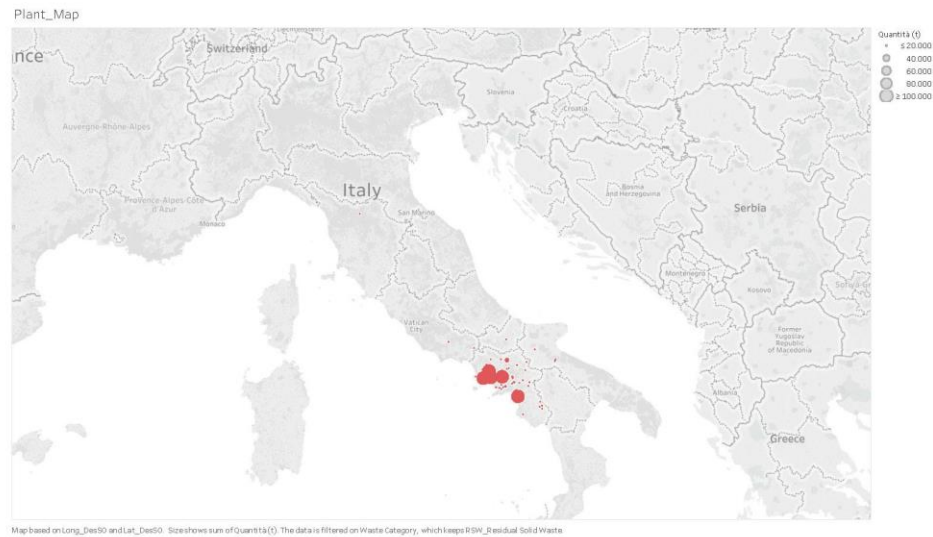 Plant_Map
Liechtenstein
Switzerland
nce
Slovenia
Croatia
Auvergne-Rhône-Alpes
Bosnia
and Herzegovina
Italy
Provence-Alpes-Côte
d'Azur
San Marino
Serbia
Monaco
Montenegro
Kosovo
Vatican
City
Former
Yugoslav
Republic
of Macedonia
Albania
Greece
Quantità (t)
≤ 20.000
40.000
60.000
80.000
≥ 100.000
Map based on Long_Des50 and Lat_Des50. Size shows sum of Quantità (t). The data is filtered on Waste Category, which keeps RSW_Residual Solid Waste.